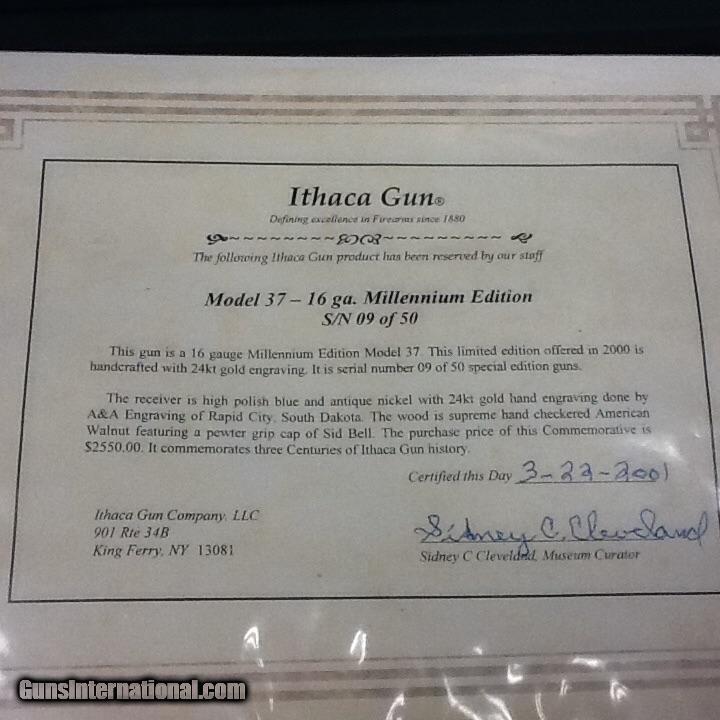 Ithaca Gun®
Defining excellence in Firearms since 1880
The following Ithaca Gun product has been reserved by our staff
Model 37 – 16 ga. Millennium Edition
S/N 09 of 50
This gun is a 16 gauge Millennium Edition Model 37. This limited edition offered in 2000 is
handcrafted with 24kt gold engraving. It is serial number 09 of 50 special edition guns.
The receiver is high polish blue and antique nickel with 24kt gold hand engraving done by
A&A Engraving of Rapid City, South Dakota. The wood is supreme hand checkered American
Walnut featuring a pewter grip cap of Sid Bell. The purchase price of this Commemorative is
$2550.00. It commemorates three Centuries of Ithaca Gun history.
Certified this Day 3-22-2001
Ithaca Gun Company, LLC
901 Rte 34B
King Ferry, NY 13081
Sidney C. Cleveland
Sidney C Cleveland, Museum Curator
GunsInternational.com